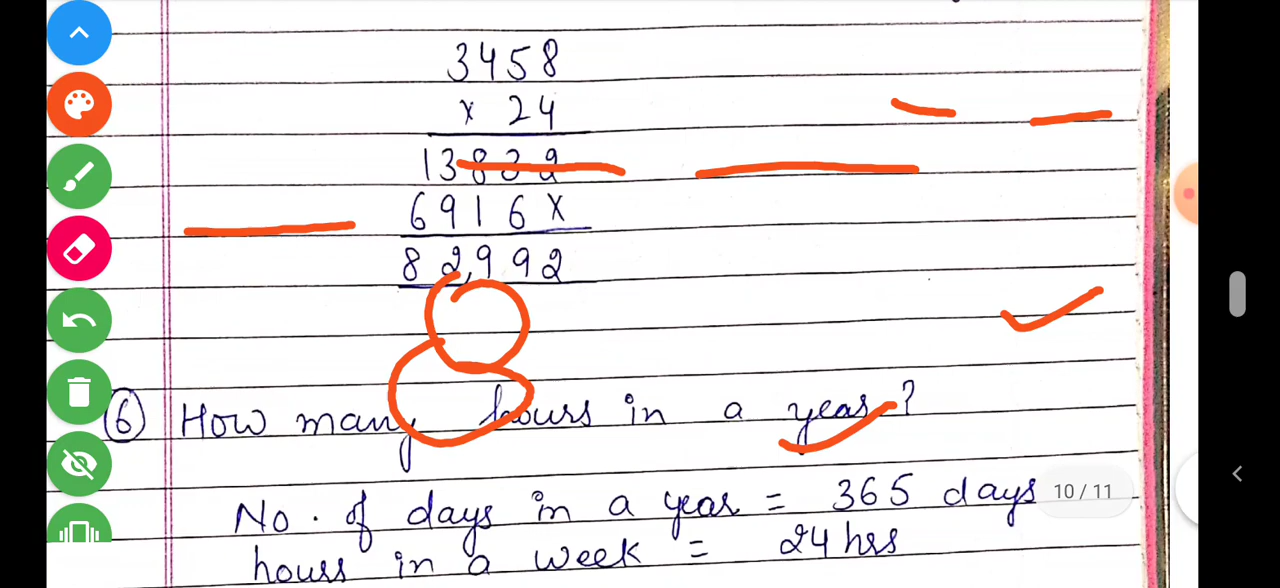 3458
x 24
13832
6916x
82,992
6 How many hours in a year?
No. of days in a year = 365 days
10 / 11
hours in a week = 24 hrs